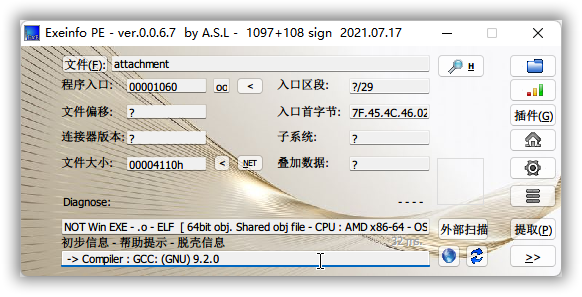 Exeinfo PE - ver.0.0.6.7 by A.S.L - 1097+108 sign 2021.07.17
文件(F): attachment H
程序入口: 00001060 oc < 入口区段: ?/29
文件偏移: ? 入口首字节: 7F.45.4C.46.02
插件(G)
连接器版本: ? 子系统: ?
文件大小: 00004110h < NET 叠加数据: ?
Diagnose: ----
NOT Win EXE - .o - ELF [ 64bit obj. Shared obj file - CPU : AMD x86-64 - OS 外部扫描 提取(P)
初步信息 - 帮助提示 - 脱壳信息 32 ms.
-> Compiler : GCC: (GNU) 9.2.0 >>